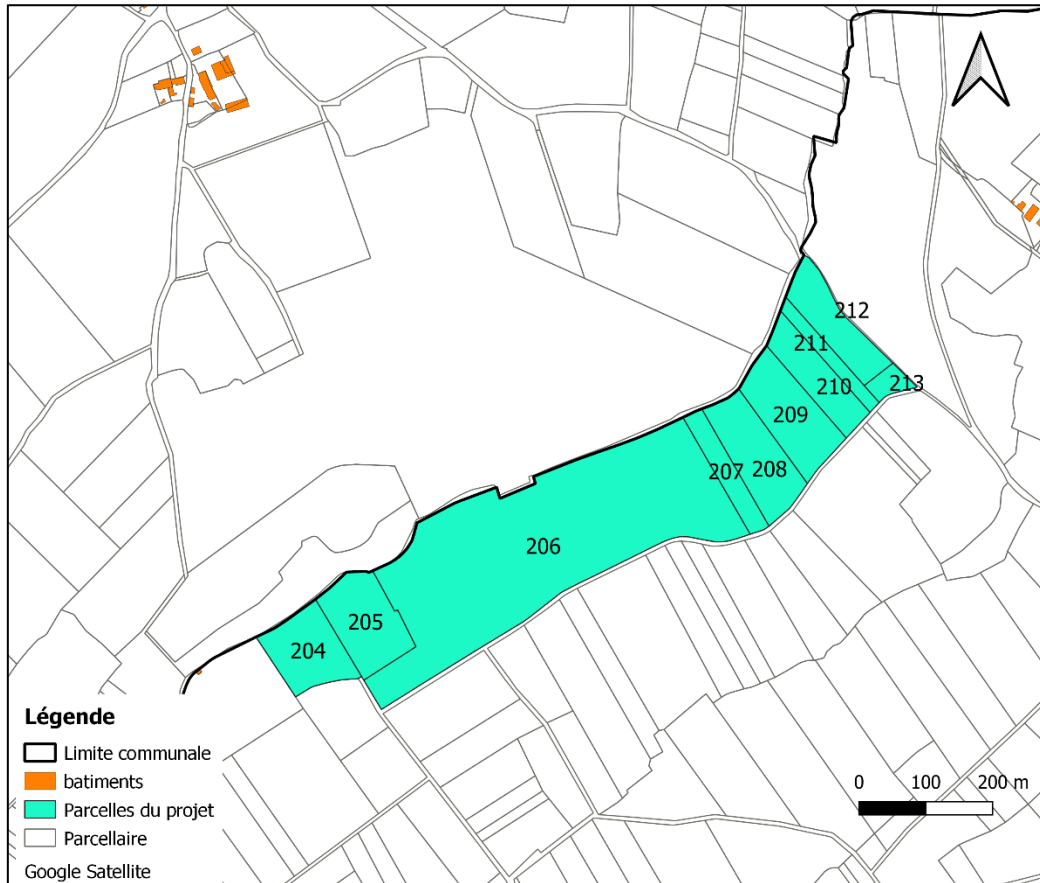 212
211
213
210
209
207
208
206
205
204
Légende
Limite communale
batiments
Parcelles du projet
Parcellaire
Google Satellite
0 100 200 m